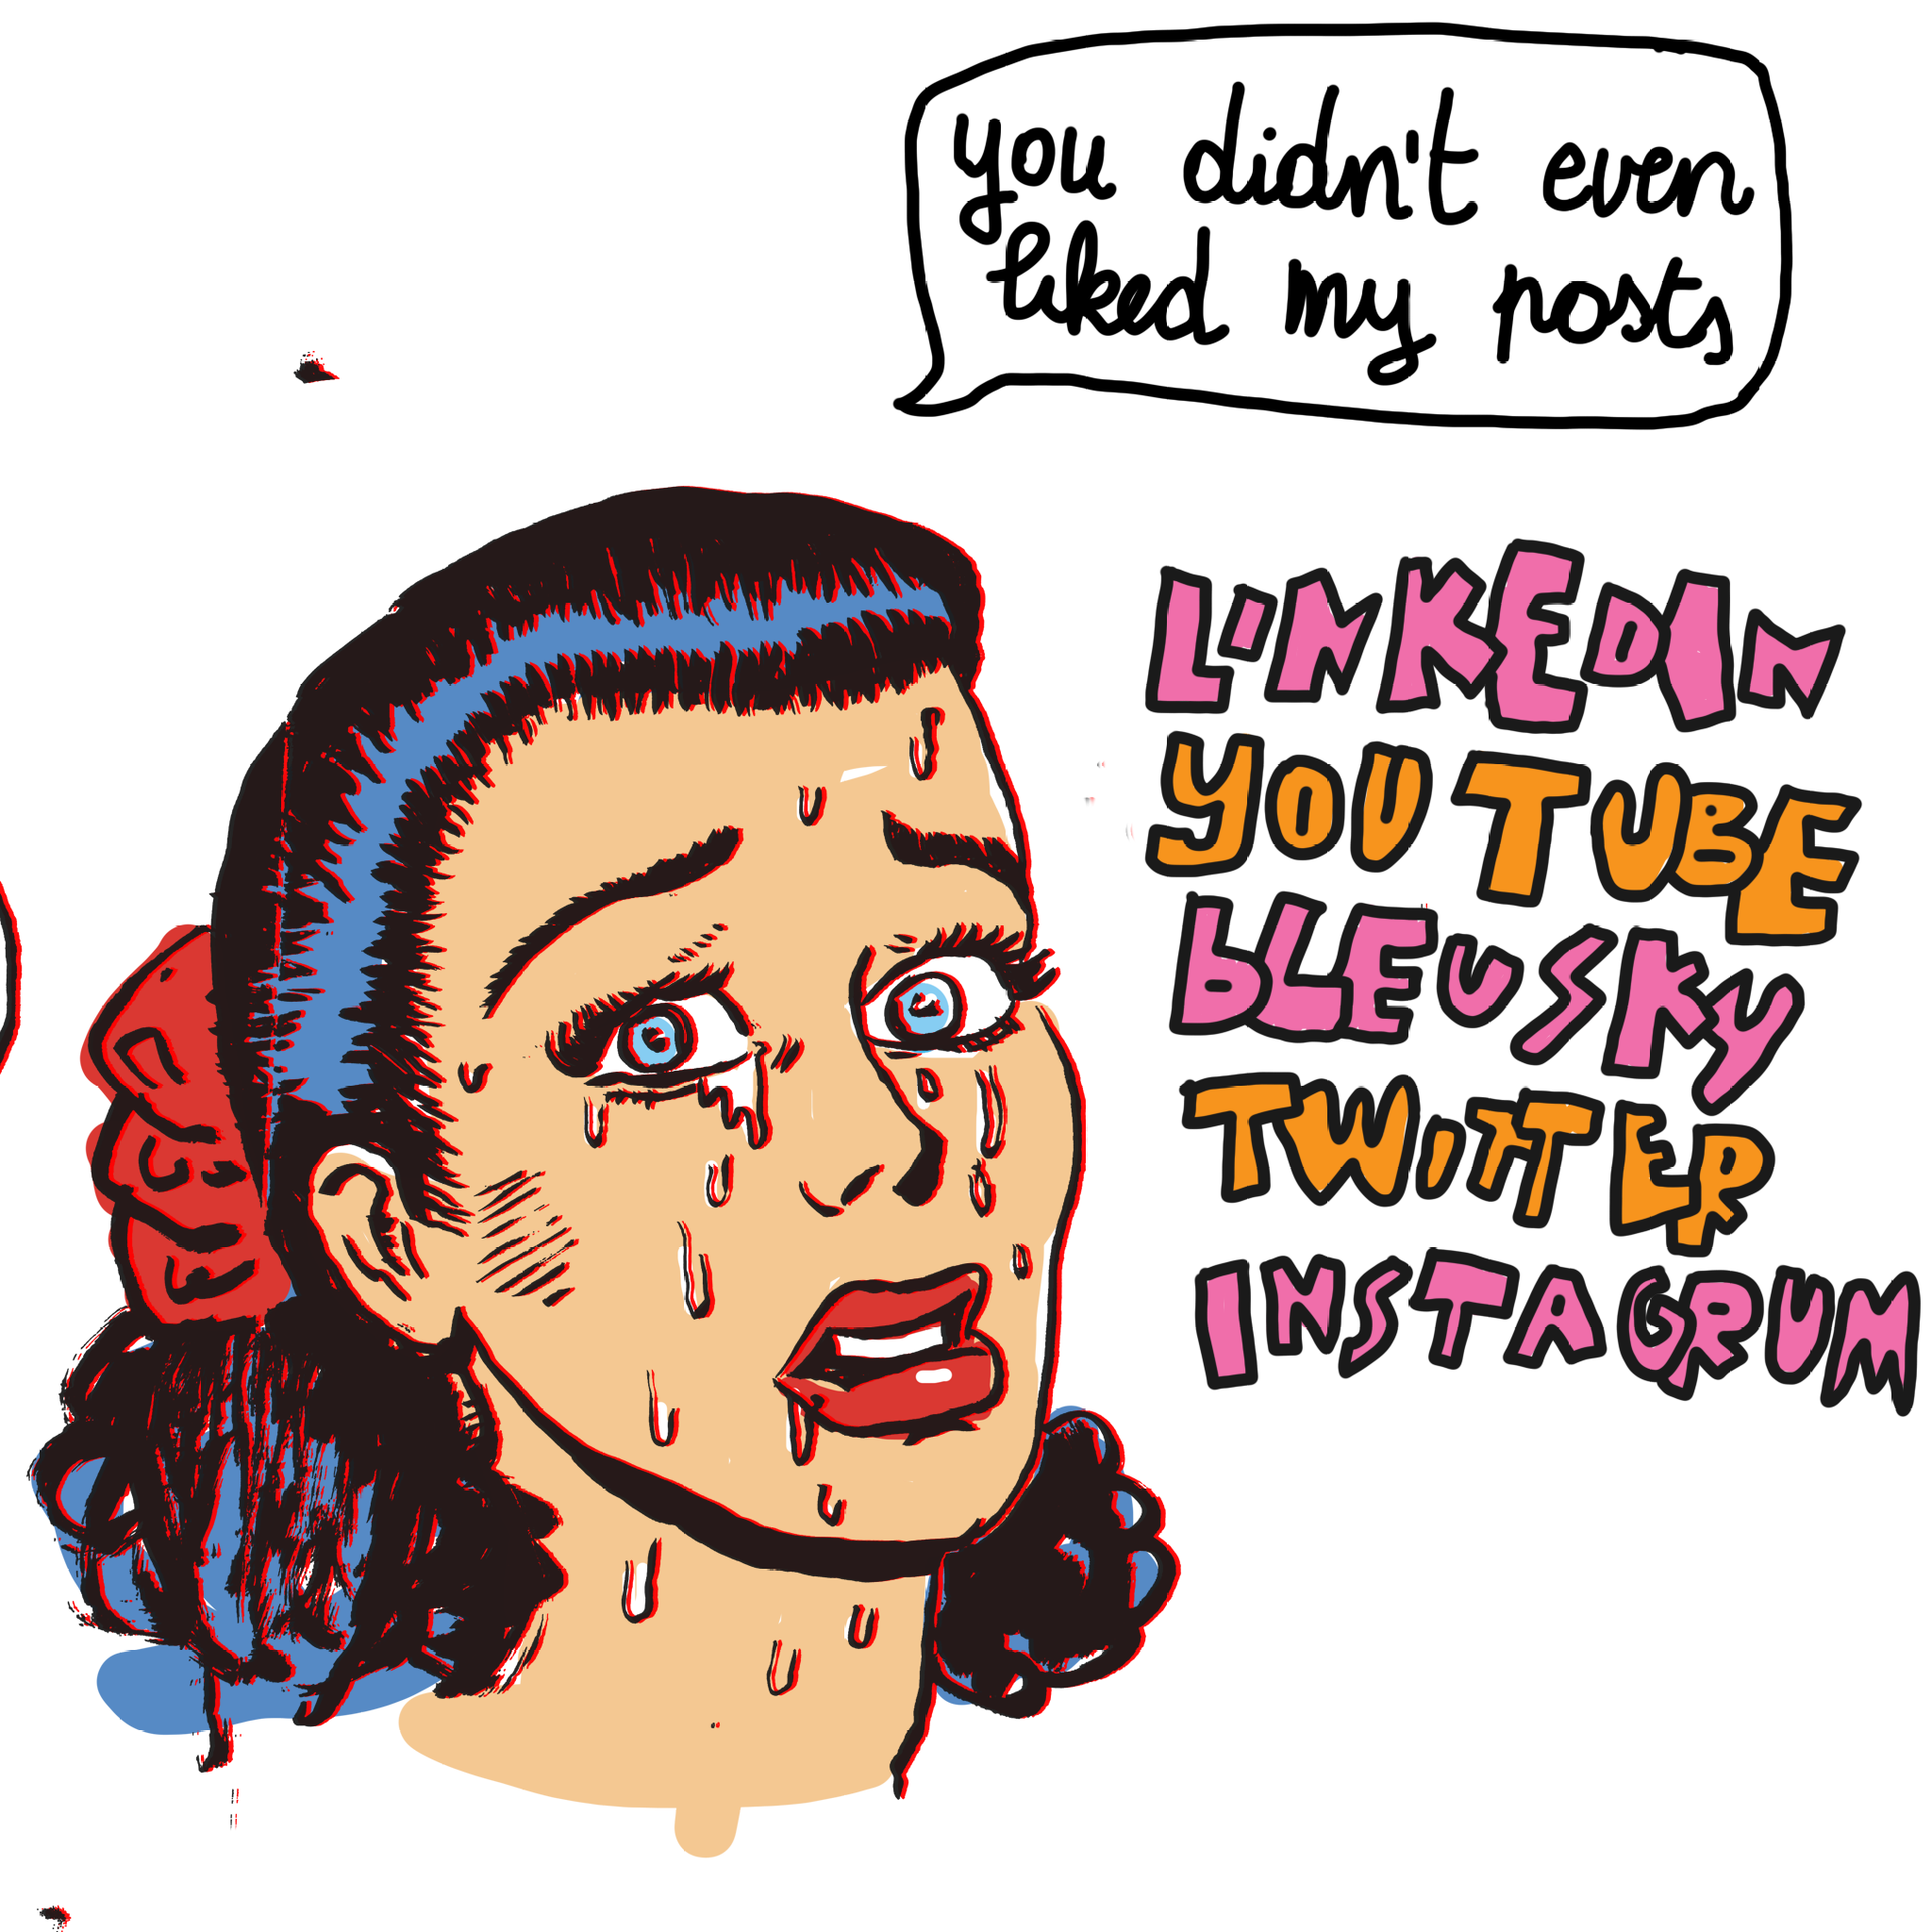 you didn't even
liked my posts
LINKEDIN
YOUTUBE
BLEUSKY
TWITTER
INSTAGRUM